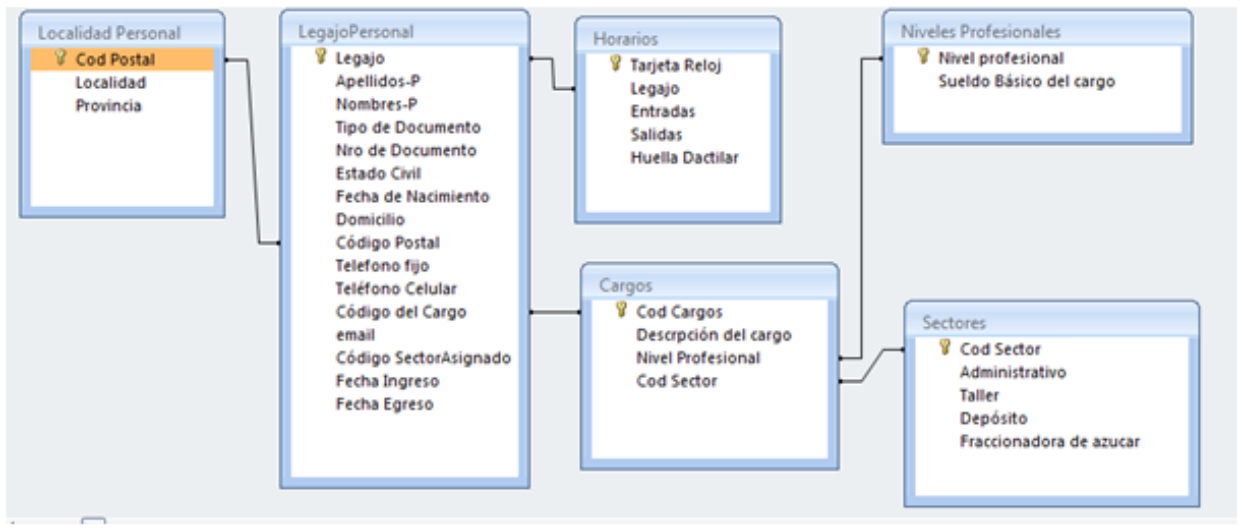 Localidad Personal
Cod Postal
Localidad
Provincia
LegajoPersonal
Legajo
Apellidos-P
Nombres-P
Tipo de Documento
Nro de Documento
Estado Civil
Fecha de Nacimiento
Domicilio
Código Postal
Telefono fijo
Teléfono Celular
Código del Cargo
email
Código SectorAsignado
Fecha Ingreso
Fecha Egreso
Horarios
Tarjeta Reloj
Legajo
Entradas
Salidas
Huella Dactilar
Niveles Profesionales
Nivel profesional
Sueldo Básico del cargo
Cargos
Cod Cargos
Descrpción del cargo
Nivel Profesional
Cod Sector
Sectores
Cod Sector
Administrativo
Taller
Depósito
Fraccionadora de azucar